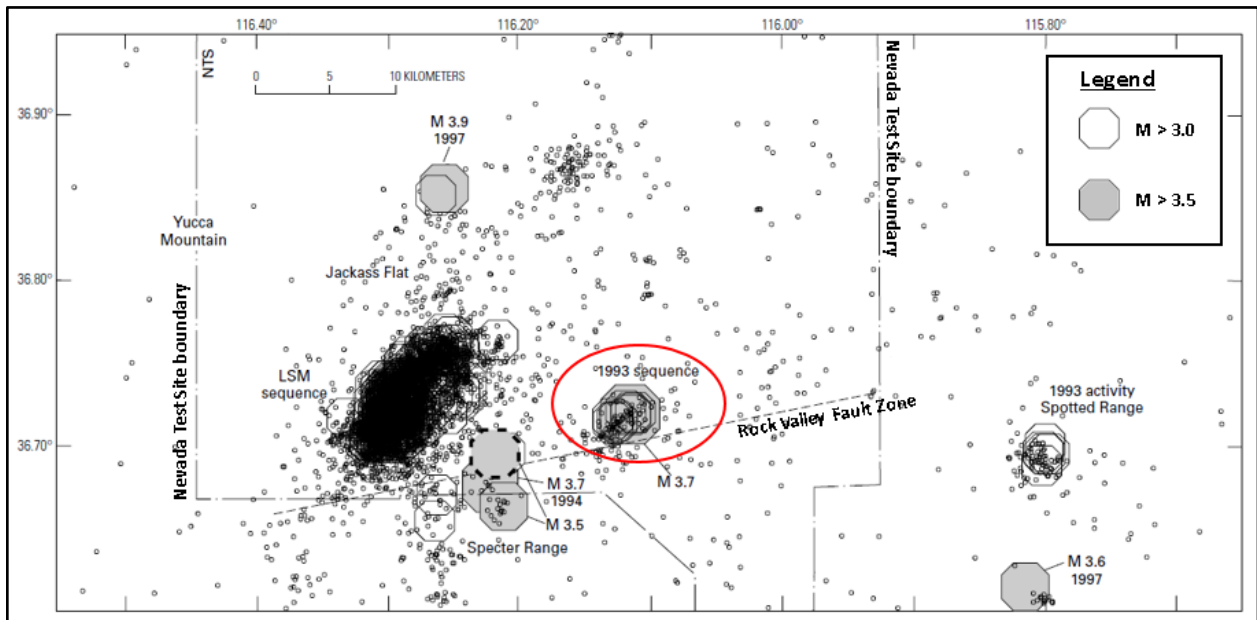 116.40°
116.20°
116.00°
115.80°
NTS
0 5 10 KILOMETERS
36.90°
M 3.9
1997
Nevada Test Site boundary
Legend
M > 3.0
M > 3.5
Yucca
Mountain
Jackass Flat
36.80°
Nevada Test Site boundary
LSM
sequence
1993 sequence
Rock Valley Fault Zone
1993 activity
Spotted Range
36.70°
M 3.7
1994
M 3.7
M 3.5
Specter Range
M 3.6
1997